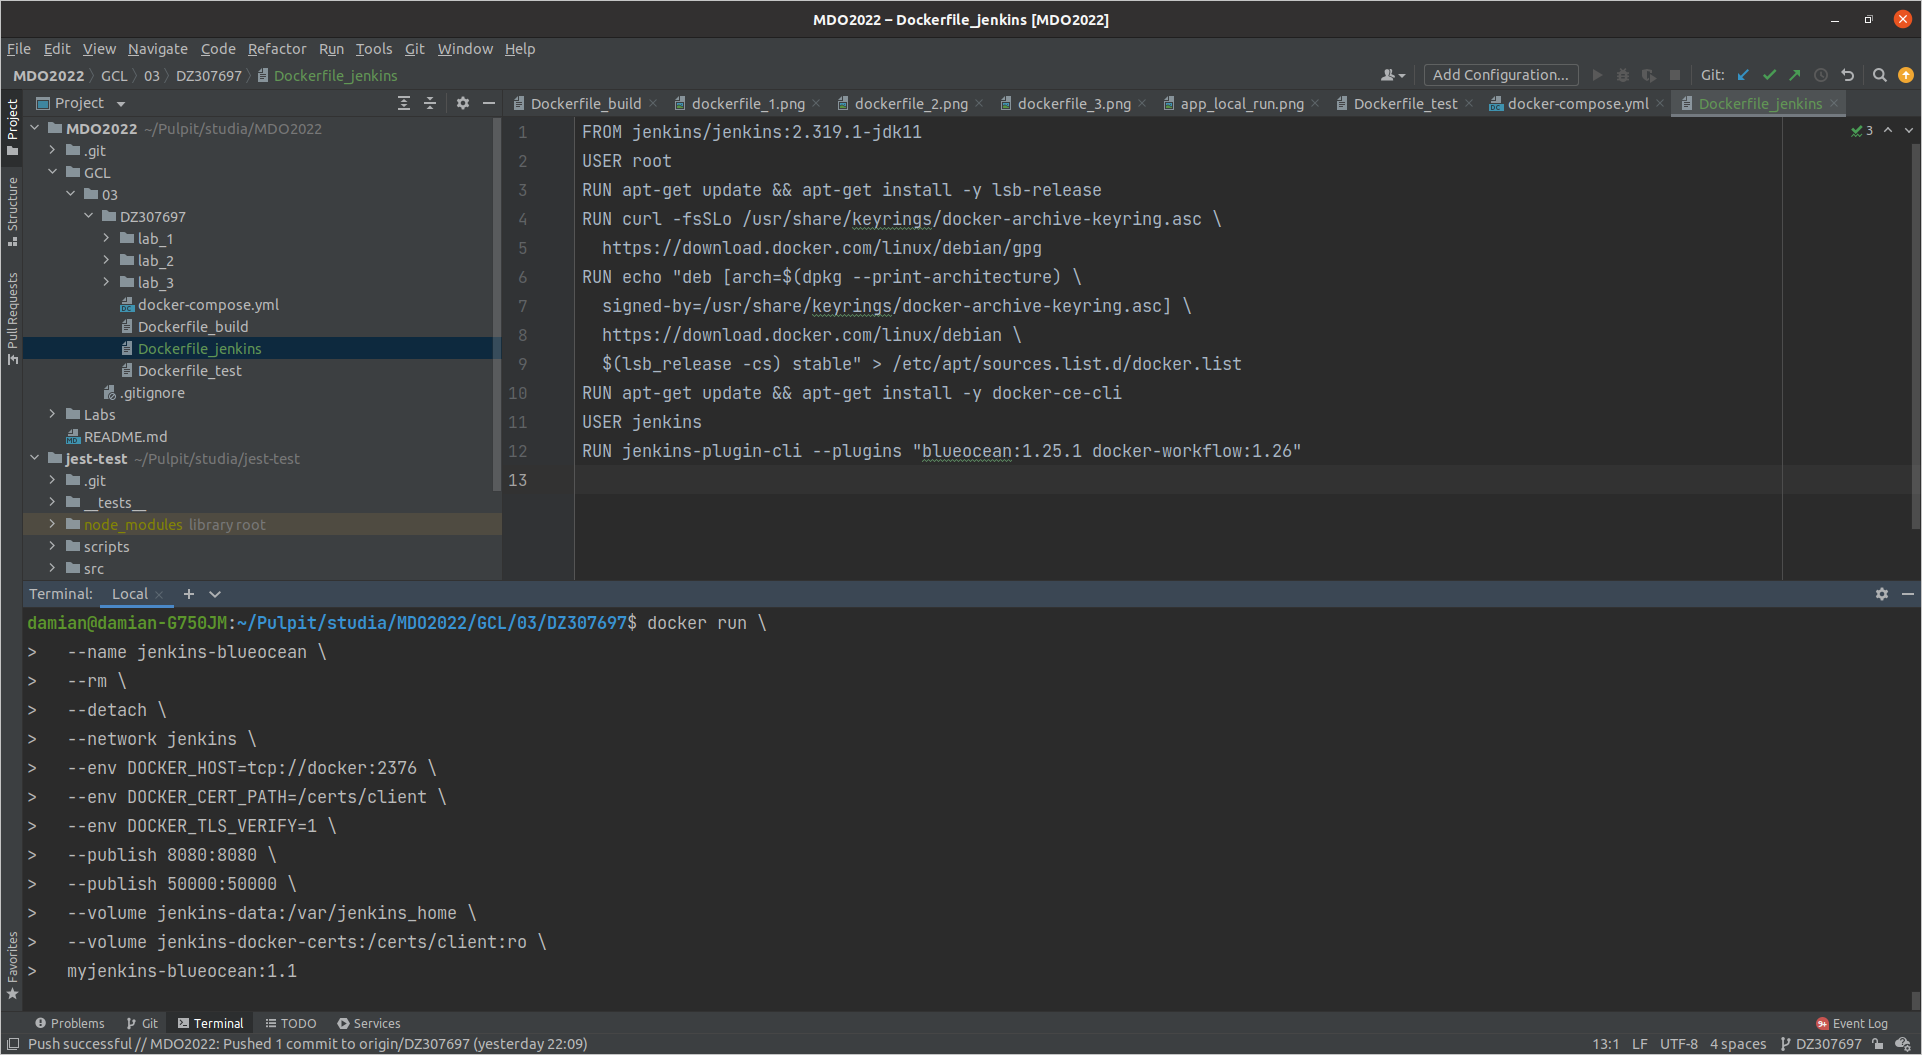 MDO2022 – Dockerfile_jenkins [MDO2022]
File Edit View Navigate Code Refactor Run Tools Git Window Help
MDO2022 GCL 03 DZ307697 Dockerfile_jenkins
Add Configuration...
Git:
Project
Dockerfile_build
dockerfile_1.png
dockerfile_2.png
dockerfile_3.png
app_local_run.png
Dockerfile_test
docker-compose.yml
Dockerfile_jenkins
Project
Structure
Pull Requests
Favorites
MDO2022 ~/Pulpit/studia/MDO2022
.git
GCL
03
DZ307697
lab_1
lab_2
lab_3
docker-compose.yml
Dockerfile_build
Dockerfile_jenkins
Dockerfile_test
.gitignore
Labs
README.md
jest-test ~/Pulpit/studia/jest-test
.git
__tests__
node_modules library root
scripts
src
3
1 FROM jenkins/jenkins:2.319.1-jdk11
2 USER root
3 RUN apt-get update && apt-get install -y lsb-release
4 RUN curl -fsSLo /usr/share/keyrings/docker-archive-keyring.asc \
5 https://download.docker.com/linux/debian/gpg
6 RUN echo "deb [arch=$(dpkg --print-architecture) \
7 signed-by=/usr/share/keyrings/docker-archive-keyring.asc] \
8 https://download.docker.com/linux/debian \
9 $(lsb_release -cs) stable" > /etc/apt/sources.list.d/docker.list
10 RUN apt-get update && apt-get install -y docker-ce-cli
11 USER jenkins
12 RUN jenkins-plugin-cli --plugins "blueocean:1.25.1 docker-workflow:1.26"
13
Terminal: Local
damian@damian-G750JM:~/Pulpit/studia/MDO2022/GCL/03/DZ307697$ docker run \
> --name jenkins-blueocean \
> --rm \
> --detach \
> --network jenkins \
> --env DOCKER_HOST=tcp://docker:2376 \
> --env DOCKER_CERT_PATH=/certs/client \
> --env DOCKER_TLS_VERIFY=1 \
> --publish 8080:8080 \
> --publish 50000:50000 \
> --volume jenkins-data:/var/jenkins_home \
> --volume jenkins-docker-certs:/certs/client:ro \
> myjenkins-blueocean:1.1
Problems Git Terminal TODO Services
9+ Event Log
Push successful // MDO2022: Pushed 1 commit to origin/DZ307697 (yesterday 22:09)
13:1 LF UTF-8 4 spaces DZ307697